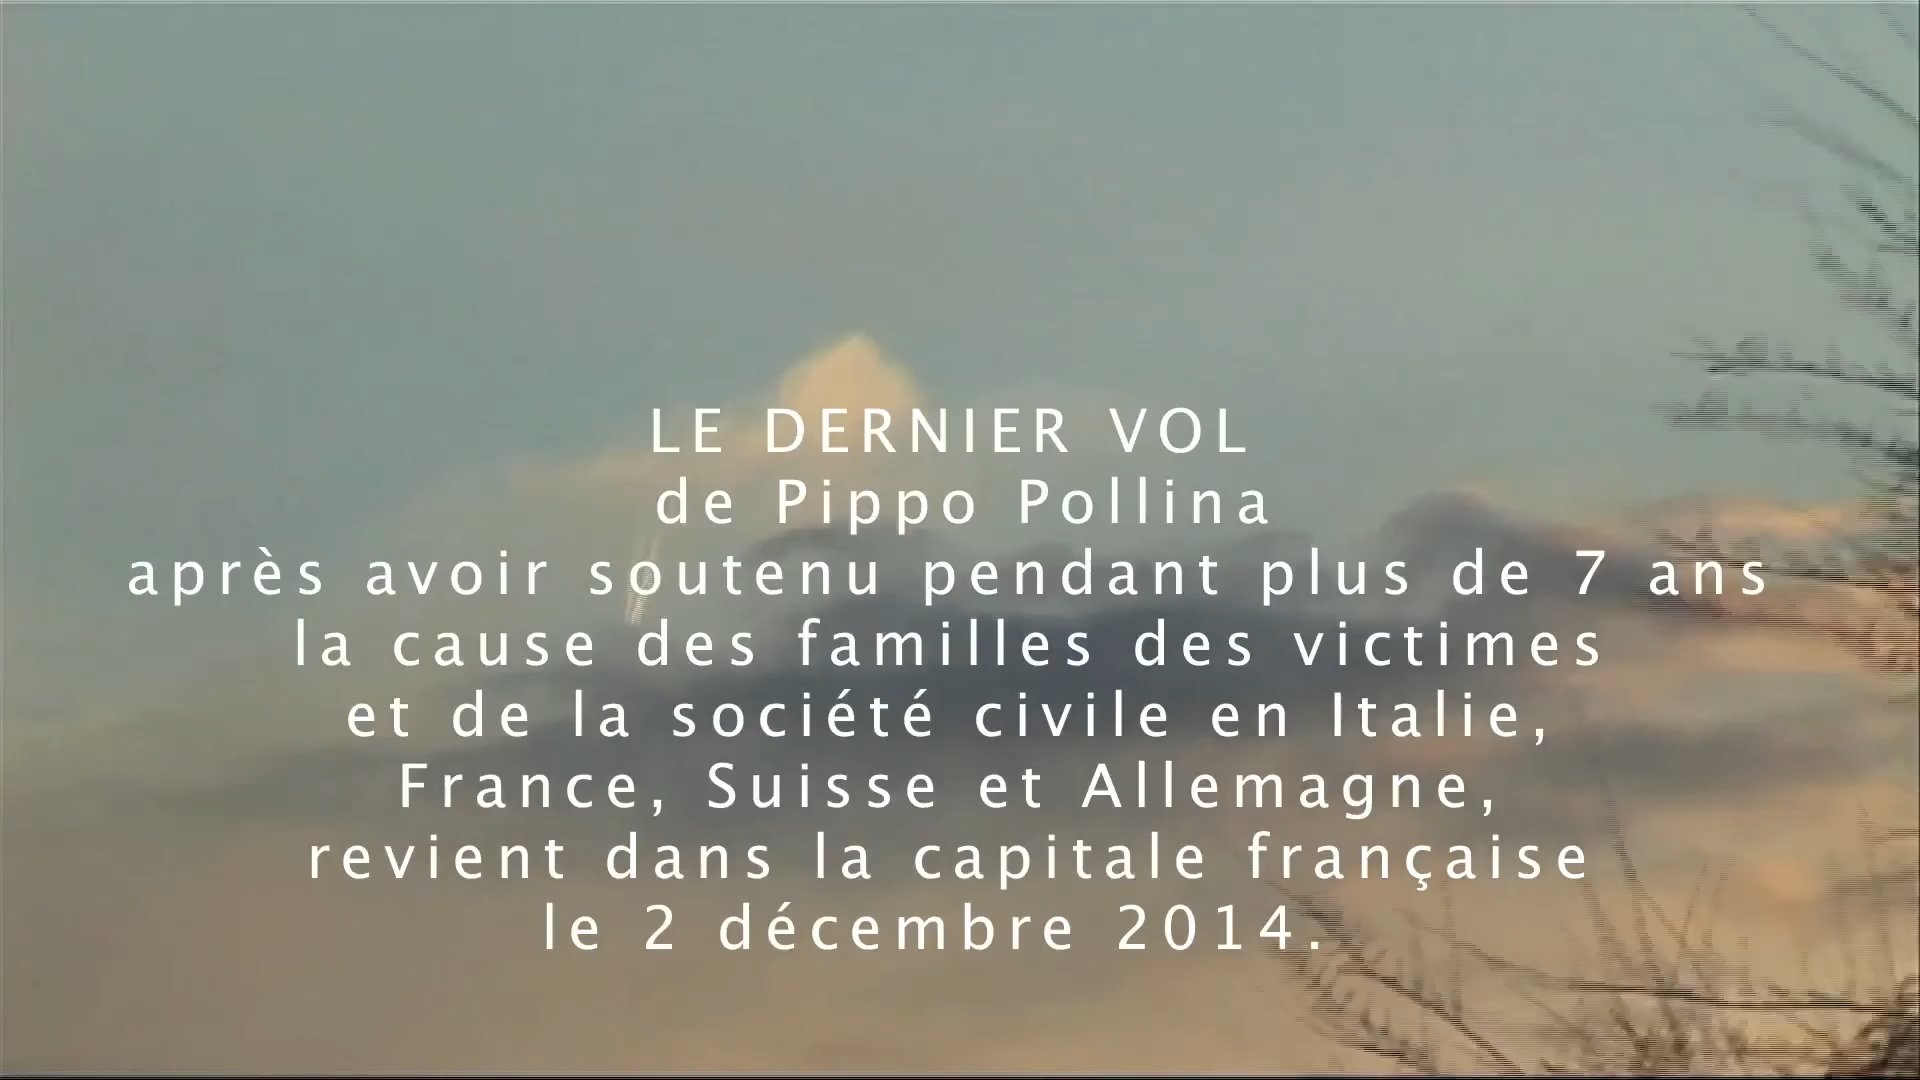 LE DERNIER VOL
de Pippo Pollina
après avoir soutenu pendant plus de 7 ans
la cause des familles des victimes
et de la société civile en Italie,
France, Suisse et Allemagne,
revient dans la capitale française
le 2 décembre 2014.